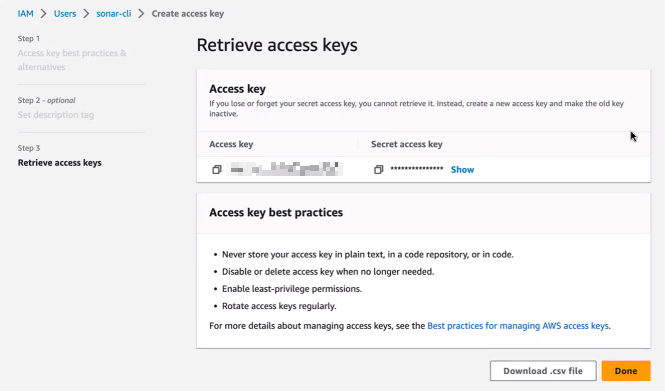 IAM > Users > sonar-cli > Create access key
Step 1
Access key best practices &
alternatives
Step 2 - optional
Set description tag
Step 3
Retrieve access keys
Retrieve access keys
Access key
If you lose or forget your secret access key, you cannot retrieve it. Instead, create a new access key and make the old key
inactive.
Access key Secret access key
*************** Show
Access key best practices
• Never store your access key in plain text, in a code repository, or in code.
• Disable or delete access key when no longer needed.
• Enable least-privilege permissions.
• Rotate access keys regularly.
For more details about managing access keys, see the Best practices for managing AWS access keys.
Download .csv file Done